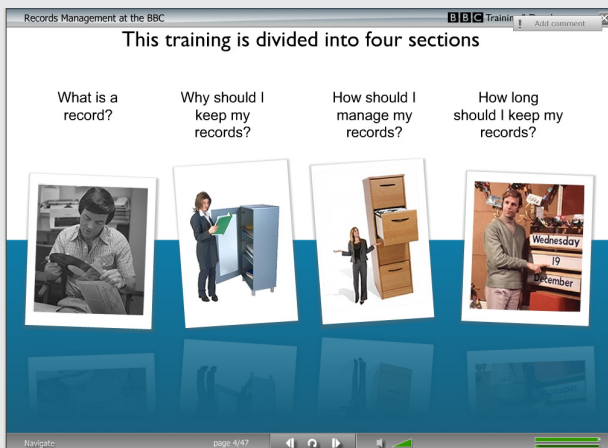 Records Management at the BBC
BBC Training
Add comment
This training is divided into four sections
What is a
record?
Why should I
keep my
records?
How should I
manage my
records?
How long
should I keep my
records?
Wednesday
19
December
Navigate
page 4/47